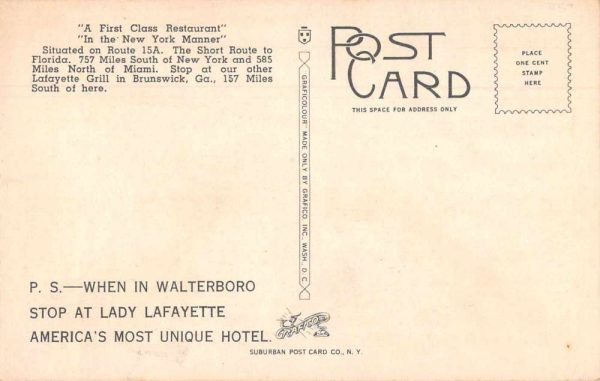 "A First Class Restaurant"
"In the New York Manner"
Situated on Route 15A. The Short Route to
Florida. 757 Miles South of New York and 585
Miles North of Miami. Stop at our other
Lafayette Grill in Brunswick, Ga., 157 Miles
South of here.
POST
CARD
THIS SPACE FOR ADDRESS ONLY
PLACE
ONE CENT
STAMP
HERE
"GRAFICOLOUR" MADE ONLY BY GRAFICO, INC. WASH. D. C.
P. S.—WHEN IN WALTERBORO
STOP AT LADY LAFAYETTE
AMERICA'S MOST UNIQUE HOTEL.
GRAFICO
SUBURBAN POST CARD CO., N. Y.